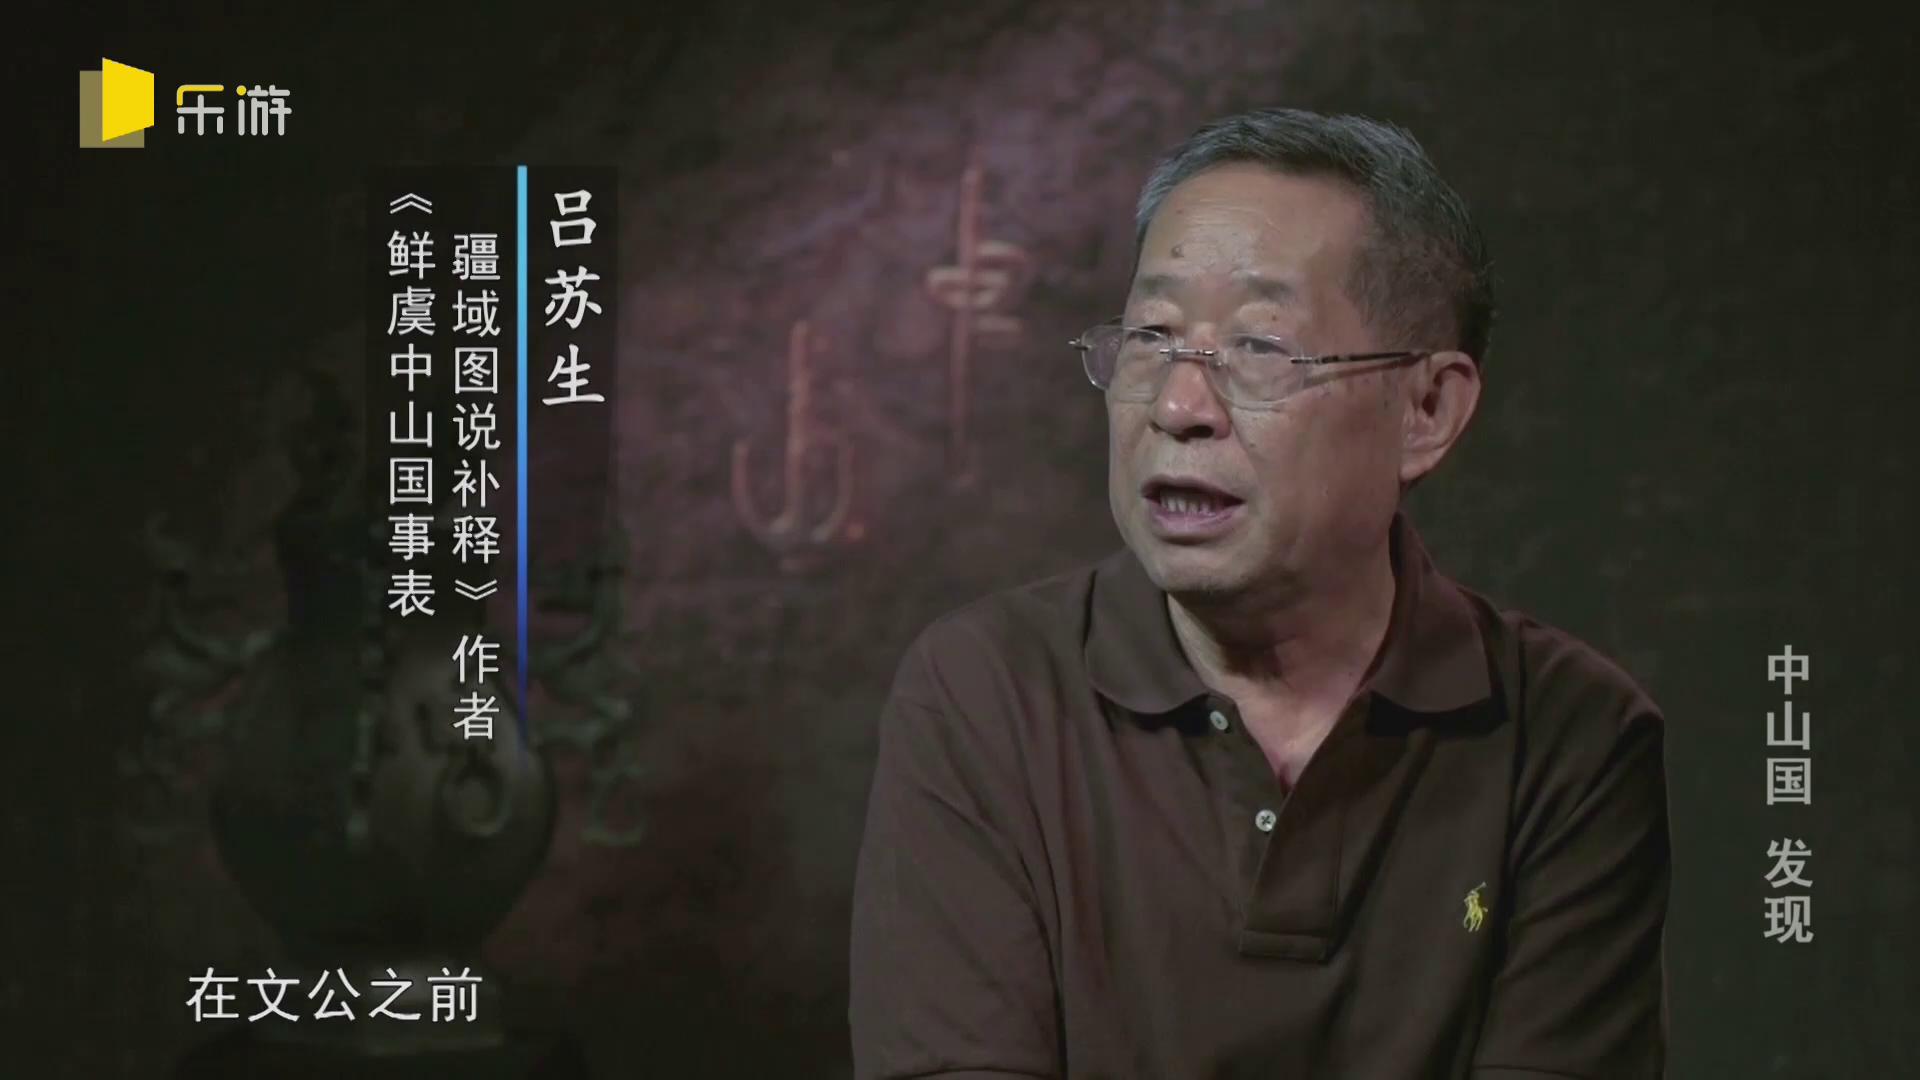 乐游
吕苏生
《鲜虞中山国事表
疆域图说补释》 作者
中山国 发现
在文公之前